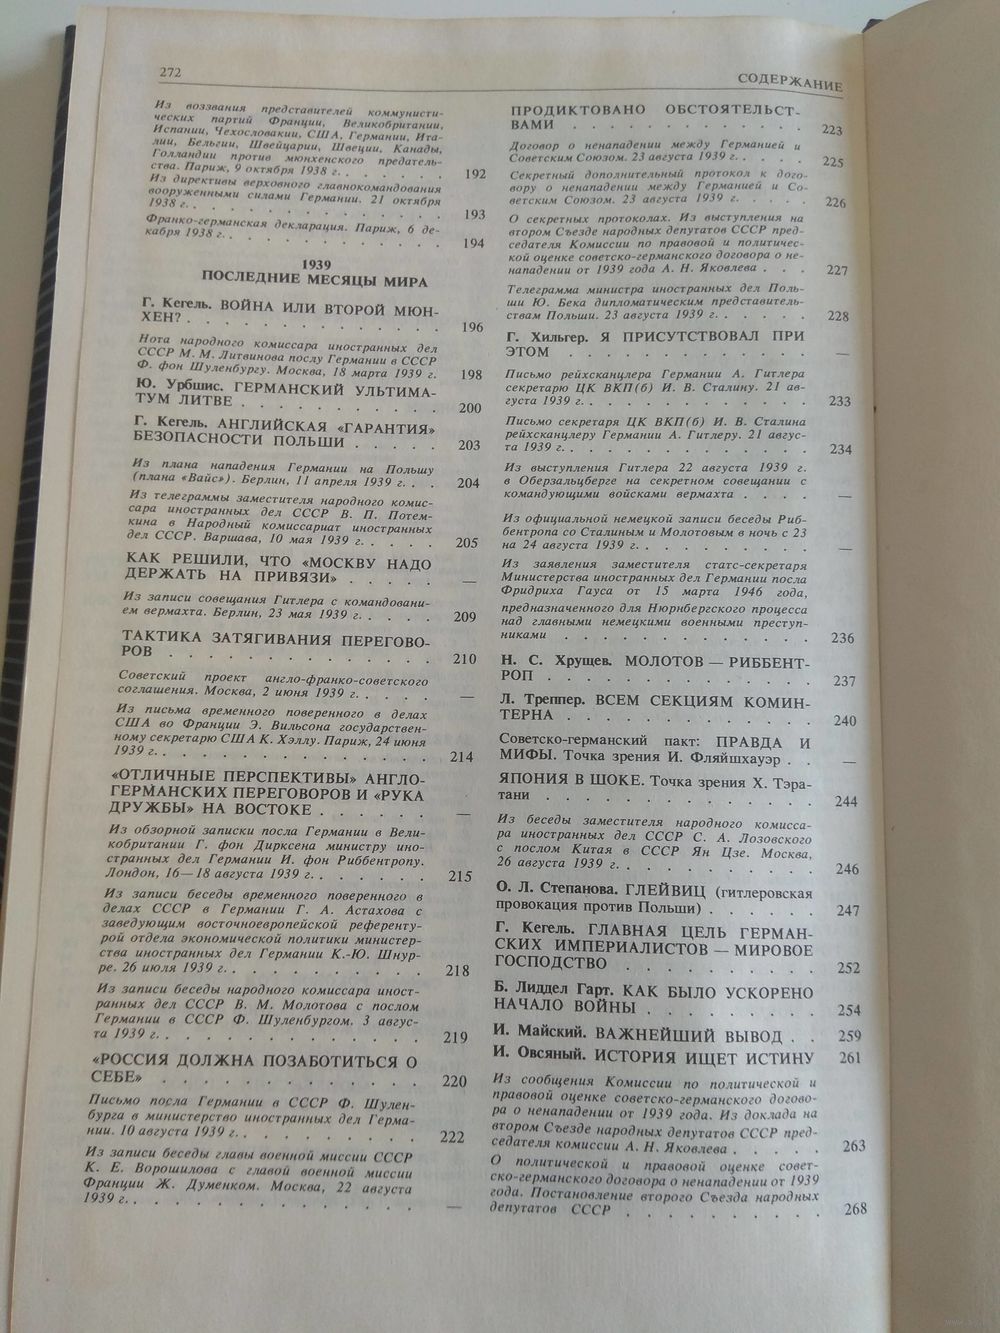 272
СОДЕРЖАНИЕ
Из воззвания представителей коммунисти-
ческих партий Франции, Великобритании,
Испании, Чехословакии, США, Германии, Ита-
лии, Бельгии, Швейцарии, Швеции, Канады,
Голландии против мюнхенского предатель-
ства. Париж, 9 октября 1938 г. . . . . . . 192
Из директивы верховного главнокомандования
вооруженными силами Германии. 21 октября
1938 г. . . . . . . . . . . . . . . . 193
Франко-германская декларация. Париж, 6 де-
кабря 1938 г. . . . . . . . . . . . . 194
1939
ПОСЛЕДНИЕ МЕСЯЦЫ МИРА
Г. Кегель. ВОЙНА ИЛИ ВТОРОЙ МЮН-
ХЕН? . . . . . . . . . . . . . 196
Нота народного комиссара иностранных дел
СССР М. М. Литвинова послу Германии в СССР
Ф. фон Шуленбургу. Москва, 18 марта 1939 г. 198
Ю. Урбшис. ГЕРМАНСКИЙ УЛЬТИМА-
ТУМ ЛИТВЕ . . . . . . . . . . . 200
Г. Кегель. АНГЛИЙСКАЯ «ГАРАНТИЯ»
БЕЗОПАСНОСТИ ПОЛЬШИ . . . . . 203
Из плана нападения Германии на Польшу
(плана «Вайс»). Берлин, 11 апреля 1939 г. . . 204
Из телеграммы заместителя народного комис-
сара иностранных дел СССР В. П. Потем-
кина в Народный комиссариат иностранных
дел СССР. Варшава, 10 мая 1939 г. . . . . 205
КАК РЕШИЛИ, ЧТО «МОСКВУ НАДО
ДЕРЖАТЬ НА ПРИВЯЗИ» . . . . . —
Из записи совещания Гитлера с командовани-
ем вермахта. Берлин, 23 мая 1939 г. . . . . 209
ТАКТИКА ЗАТЯГИВАНИЯ ПЕРЕГОВО-
РОВ . . . . . . . . . . . . . 210
Советский проект англо-франко-советского
соглашения. Москва, 2 июня 1939 г. . . . . —
Из письма временного поверенного в делах
США во Франции Э. Вильсона государствен-
ному секретарю США К. Хэллу. Париж, 24 июня
1939 г. . . . . . . . . . . . . . . 214
«ОТЛИЧНЫЕ ПЕРСПЕКТИВЫ» АНГЛО-
ГЕРМАНСКИХ ПЕРЕГОВОРОВ И «РУКА
ДРУЖБЫ» НА ВОСТОКЕ . . . . . . —
Из обзорной записки посла Германии в Вели-
кобритании Г. фон Дирксена министру ино-
странных дел Германии И. фон Риббентропу.
Лондон, 16—18 августа 1939 г. . . . . . . 215
Из записи беседы временного поверенного в
делах СССР в Германии Г. А. Астахова с
заведующим восточноевропейской референту-
рой отдела экономической политики министер-
ства иностранных дел Германии К.-Ю. Шнур-
ре. 26 июля 1939 г. . . . . . . . . . . 218
Из записи беседы народного комиссара иност-
ранных дел СССР В. М. Молотова с послом
Германии в СССР Ф. Шуленбургом. 3 авгус-
та 1939 г. . . . . . . . . . . . . . 219
«РОССИЯ ДОЛЖНА ПОЗАБОТИТЬСЯ О
СЕБЕ» . . . . . . . . . . . . . 220
Письмо посла Германии в СССР Ф. Шулен-
бурга в министерство иностранных дел Герма-
нии. 10 августа 1939 г. . . . . . . . . . 222
Из записи беседы главы военной миссии СССР
К. Е. Ворошилова с главой военной миссии
Франции Ж. Думенком. Москва, 22 августа
1939 г. . . . . . . . . . . . . . . —
ПРОДИКТОВАНО ОБСТОЯТЕЛЬСТ-
ВАМИ . . . . . . . . . . . . . 223
Договор о ненападении между Германией и
Советским Союзом. 23 августа 1939 г. . . . . 225
Секретный дополнительный протокол к дого-
вору о ненападении между Германией и Со-
ветским Союзом. 23 августа 1939 г. . . . . . 226
О секретных протоколах. Из выступления на
втором Съезде народных депутатов СССР пред-
седателя Комиссии по правовой и политичес-
кой оценке советско-германского договора о не-
нападении от 1939 года А. Н. Яковлева . . . 227
Телеграмма министра иностранных дел Поль-
ши Ю. Бека дипломатическим представитель-
ствам Польши. 23 августа 1939 г. . . . . . . 228
Г. Хильгер. Я ПРИСУТСТВОВАЛ ПРИ
ЭТОМ . . . . . . . . . . . . . —
Письмо рейхсканцлера Германии А. Гитлера
секретарю ЦК ВКП(б) И. В. Сталину. 21 ав-
густа 1939 г. . . . . . . . . . . . . 233
Письмо секретаря ЦК ВКП(б) И. В. Сталина
рейхсканцлеру Германии А. Гитлеру. 21 авгус-
та 1939 г. . . . . . . . . . . . . . 234
Из выступления Гитлера 22 августа 1939 г.
в Оберзальцберге на секретном совещании с
командующими войсками вермахта . . . . —
Из официальной немецкой записи беседы Риб-
бентропа со Сталиным и Молотовым в ночь с 23
на 24 августа 1939 г. . . . . . . . . . . —
Из заявления заместителя статс-секретаря
Министерства иностранных дел Германии посла
Фридриха Гауса от 15 марта 1946 года,
предназначенного для Нюрнбергского процесса
над главными немецкими военными преступ-
никами . . . . . . . . . . . . . 236
Н. С. Хрущев. МОЛОТОВ — РИББЕНТ-
РОП . . . . . . . . . . . . . . 237
Л. Треппер. ВСЕМ СЕКЦИЯМ КОМИН-
ТЕРНА . . . . . . . . . . . . . 240
Советско-германский пакт: ПРАВДА И
МИФЫ. Точка зрения И. Фляйшхауэр . . —
ЯПОНИЯ В ШОКЕ. Точка зрения Х. Тэра-
тани . . . . . . . . . . . . . . 244
Из беседы заместителя народного комисса-
ра иностранных дел СССР С. А. Лозовского
с послом Китая в СССР Ян Цзе. Москва,
26 августа 1939 г. . . . . . . . . . . . 246
О. Л. Степанова. ГЛЕЙВИЦ (гитлеровская
провокация против Польши) . . . . . . 247
Г. Кегель. ГЛАВНАЯ ЦЕЛЬ ГЕРМАН-
СКИХ ИМПЕРИАЛИСТОВ — МИРОВОЕ
ГОСПОДСТВО . . . . . . . . . . 252
Б. Лиддел Гарт. КАК БЫЛО УСКОРЕНО
НАЧАЛО ВОЙНЫ . . . . . . . . . 254
И. Майский. ВАЖНЕЙШИЙ ВЫВОД . . 259
И. Овсяный. ИСТОРИЯ ИЩЕТ ИСТИНУ 261
Из сообщения Комиссии по политической и
правовой оценке советско-германского догово-
ра о ненападении от 1939 года. Из доклада на
втором Съезде народных депутатов СССР пред-
седателя комиссии А. Н. Яковлева . . . . . 263
О политической и правовой оценке совет-
ско-германского договора о ненападении от 1939
года. Постановление второго Съезда народных
депутатов СССР . . . . . . . . . . 268